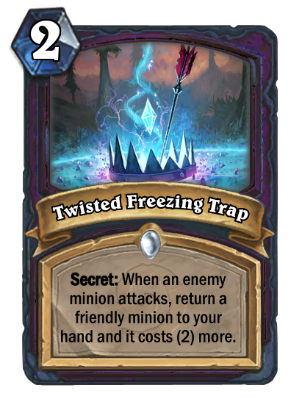 2
Twisted Freezing Trap
Secret: When an enemy
minion attacks, return a
friendly minion to your
hand and it costs (2) more.